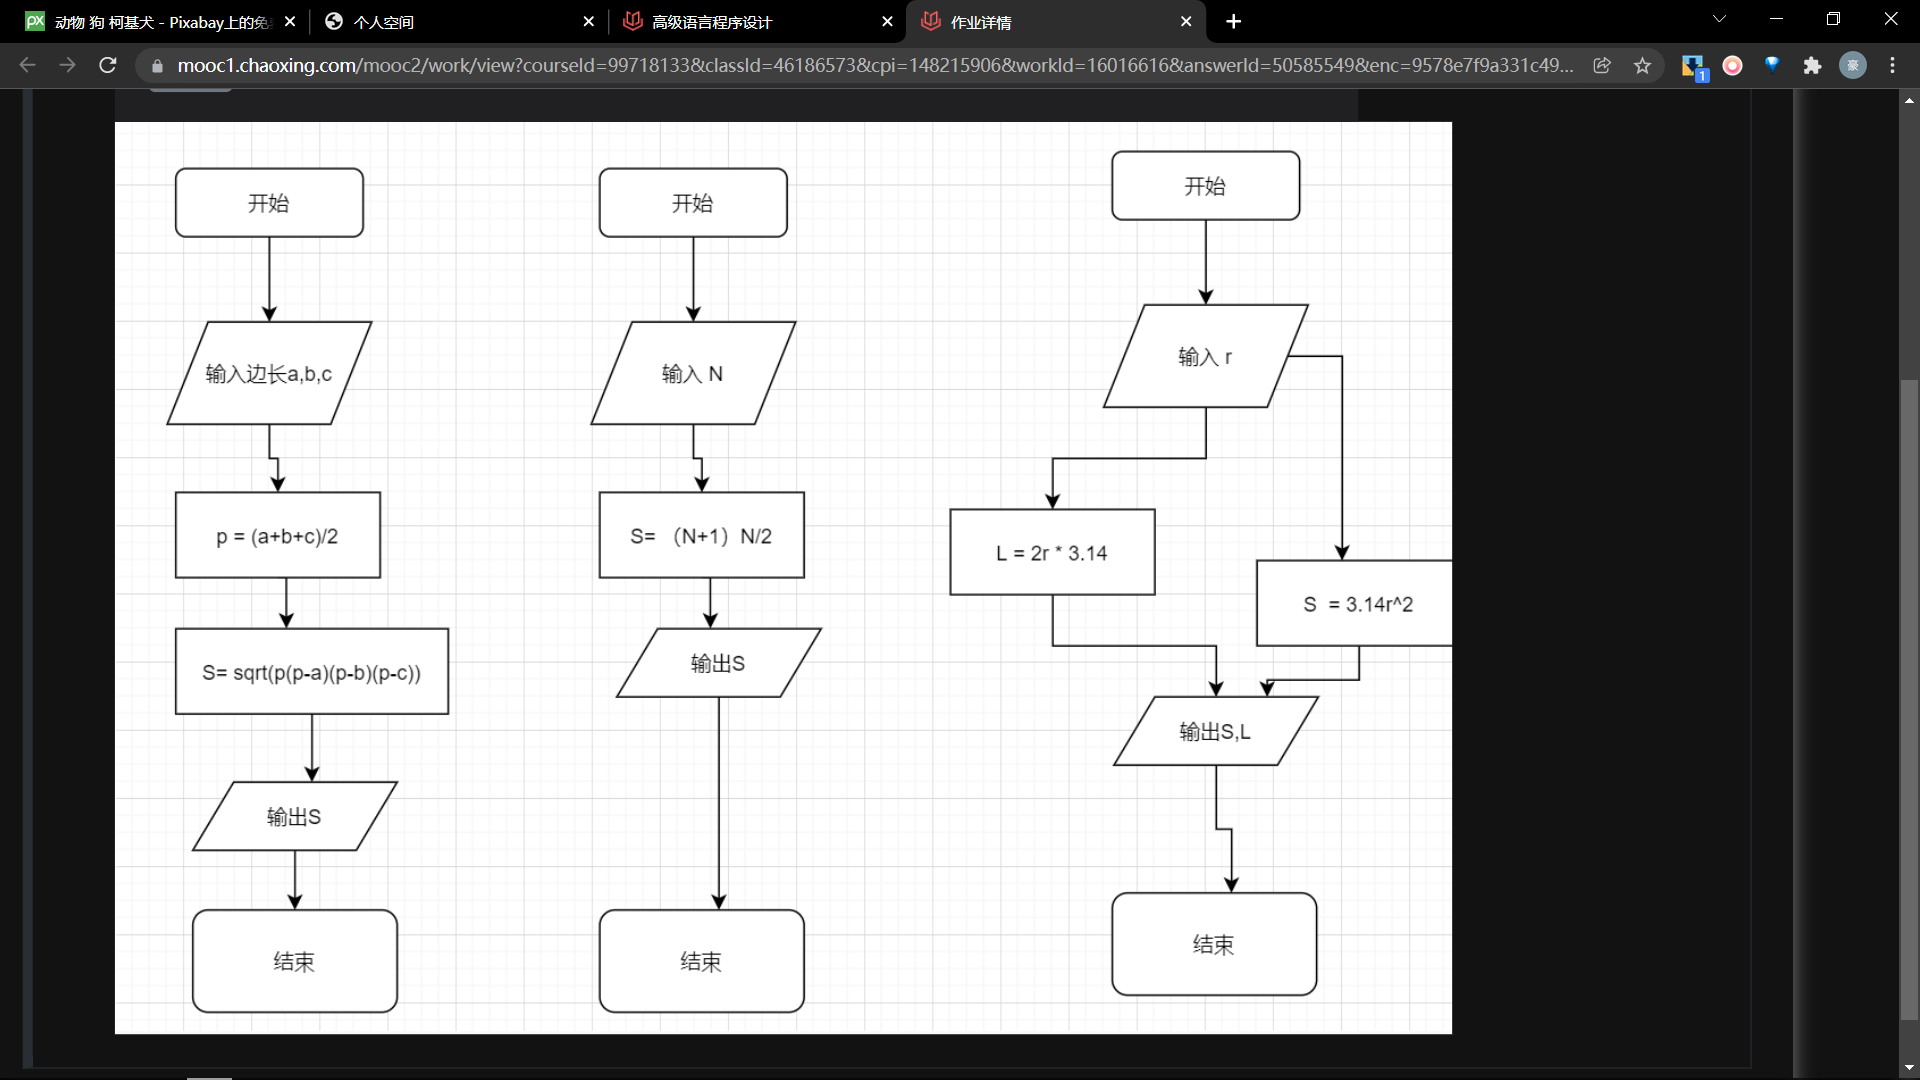 动物 狗 柯基犬 - Pixabay上的免
个人空间
高级语言程序设计
作业详情
mooc1.chaoxing.com/mooc2/work/view?courseId=99718133&classId=46186573&cpi=148215906&workId=16016616&answerId=50585549&enc=9578e7f9a331c49...
1
豪
开始
输入边长a,b,c
p = (a+b+c)/2
S= sqrt(p(p-a)(p-b)(p-c))
输出S
结束
开始
输入 N
S= （N+1）N/2
输出S
结束
开始
输入 r
L = 2r * 3.14
S = 3.14r^2
输出S,L
结束